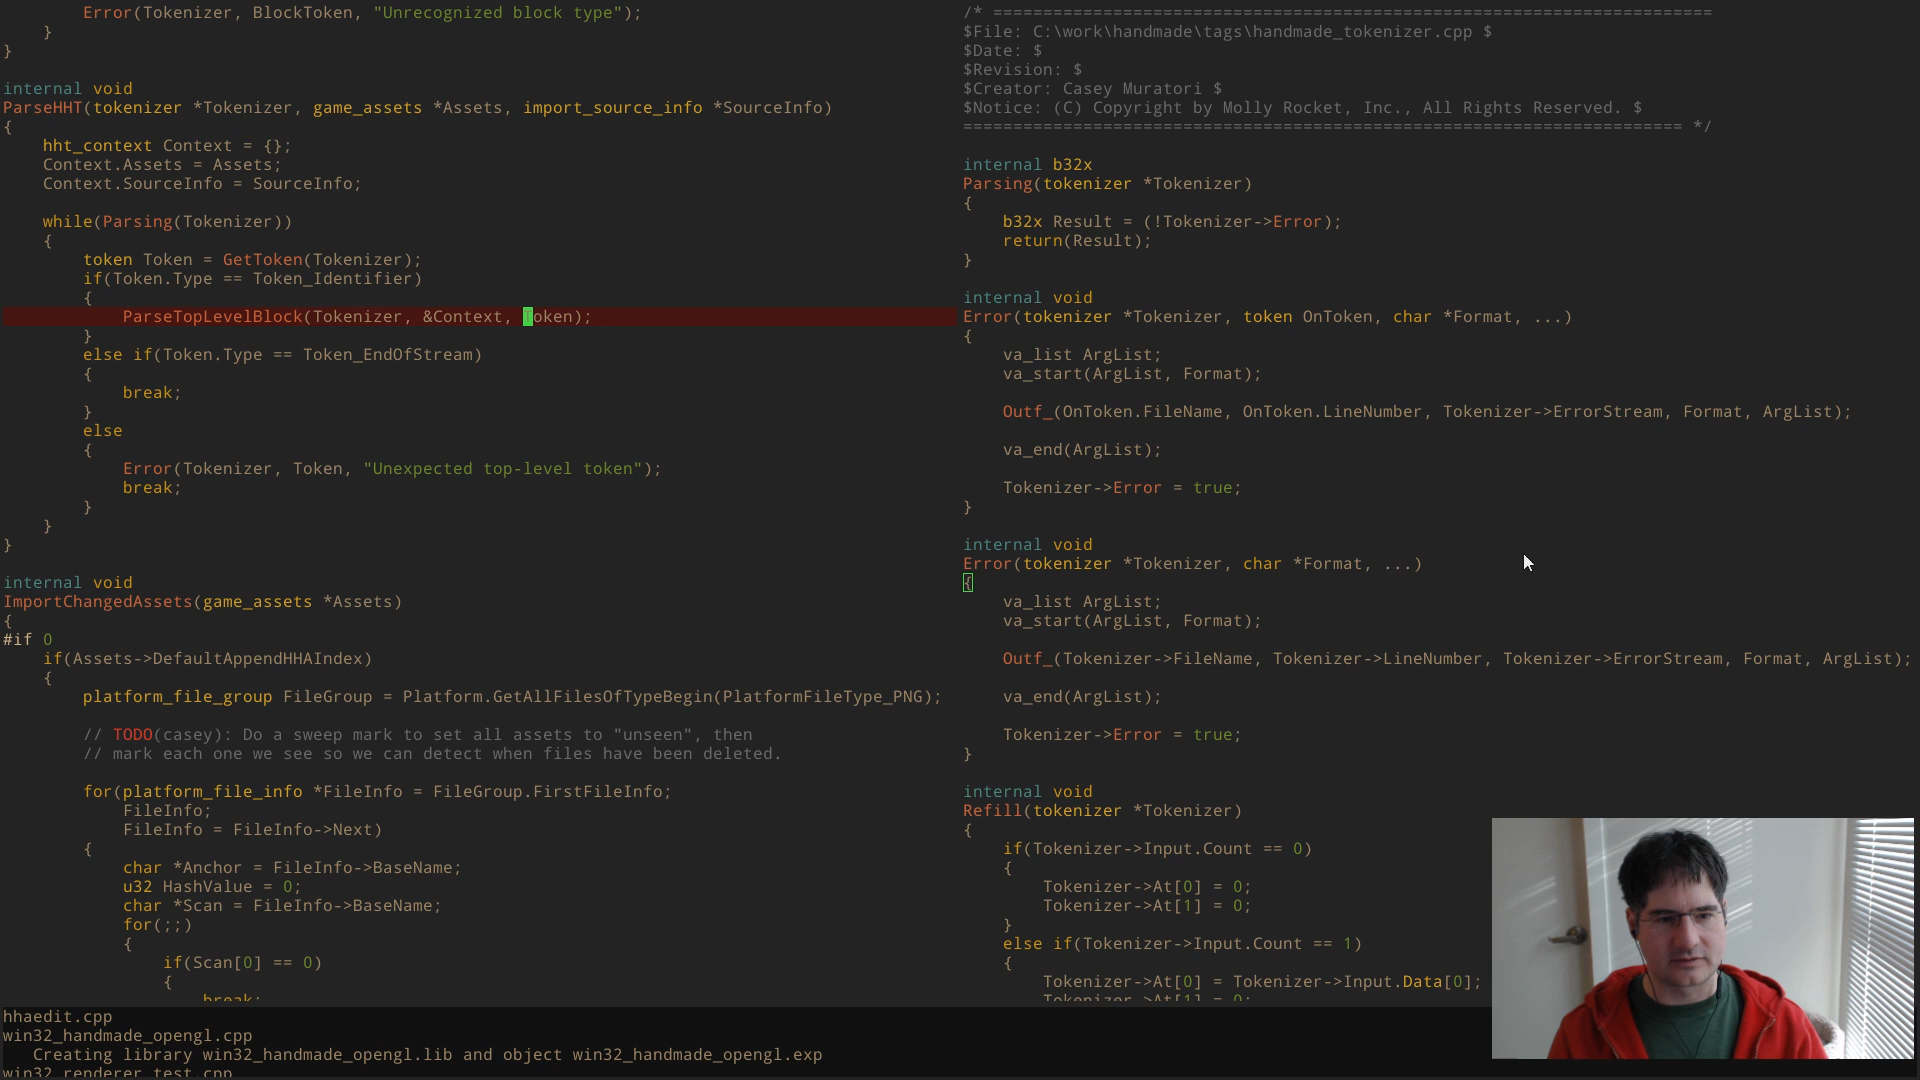 Error(Tokenizer, BlockToken, "Unrecognized block type");
    }
}

internal void
ParseHHT(tokenizer *Tokenizer, game_assets *Assets, import_source_info *SourceInfo)
{
    hht_context Context = {};
    Context.Assets = Assets;
    Context.SourceInfo = SourceInfo;

    while(Parsing(Tokenizer))
    {
        token Token = GetToken(Tokenizer);
        if(Token.Type == Token_Identifier)
        {
            ParseTopLevelBlock(Tokenizer, &Context, Token);
        }
        else if(Token.Type == Token_EndOfStream)
        {
            break;
        }
        else
        {
            Error(Tokenizer, Token, "Unexpected top-level token");
            break;
        }
    }
}

internal void
ImportChangedAssets(game_assets *Assets)
{
#if 0
    if(Assets->DefaultAppendHHAIndex)
    {
        platform_file_group FileGroup = Platform.GetAllFilesOfTypeBegin(PlatformFileType_PNG);

        // TODO(casey): Do a sweep mark to set all assets to "unseen", then
        // mark each one we see so we can detect when files have been deleted.

        for(platform_file_info *FileInfo = FileGroup.FirstFileInfo;
            FileInfo;
            FileInfo = FileInfo->Next)
        {
            char *Anchor = FileInfo->BaseName;
            u32 HashValue = 0;
            char *Scan = FileInfo->BaseName;
            for(;;)
            {
                if(Scan[0] == 0)
                {
                    break;
/* ========================================================================
$File: C:\work\handmade\tags\handmade_tokenizer.cpp $
$Date: $
$Revision: $
$Creator: Casey Muratori $
$Notice: (C) Copyright by Molly Rocket, Inc., All Rights Reserved. $
======================================================================== */

internal b32x
Parsing(tokenizer *Tokenizer)
{
    b32x Result = (!Tokenizer->Error);
    return(Result);
}

internal void
Error(tokenizer *Tokenizer, token OnToken, char *Format, ...)
{
    va_list ArgList;
    va_start(ArgList, Format);

    Outf_(OnToken.FileName, OnToken.LineNumber, Tokenizer->ErrorStream, Format, ArgList);

    va_end(ArgList);

    Tokenizer->Error = true;
}

internal void
Error(tokenizer *Tokenizer, char *Format, ...)
{
    va_list ArgList;
    va_start(ArgList, Format);

    Outf_(Tokenizer->FileName, Tokenizer->LineNumber, Tokenizer->ErrorStream, Format, ArgList);

    va_end(ArgList);

    Tokenizer->Error = true;
}

internal void
Refill(tokenizer *Tokenizer)
{
    if(Tokenizer->Input.Count == 0)
    {
        Tokenizer->At[0] = 0;
        Tokenizer->At[1] = 0;
    }
    else if(Tokenizer->Input.Count == 1)
    {
        Tokenizer->At[0] = Tokenizer->Input.Data[0];
        Tokenizer->At[1] = 0;
hhaedit.cpp
win32_handmade_opengl.cpp
   Creating library win32_handmade_opengl.lib and object win32_handmade_opengl.exp
win32_renderer_test.cpp